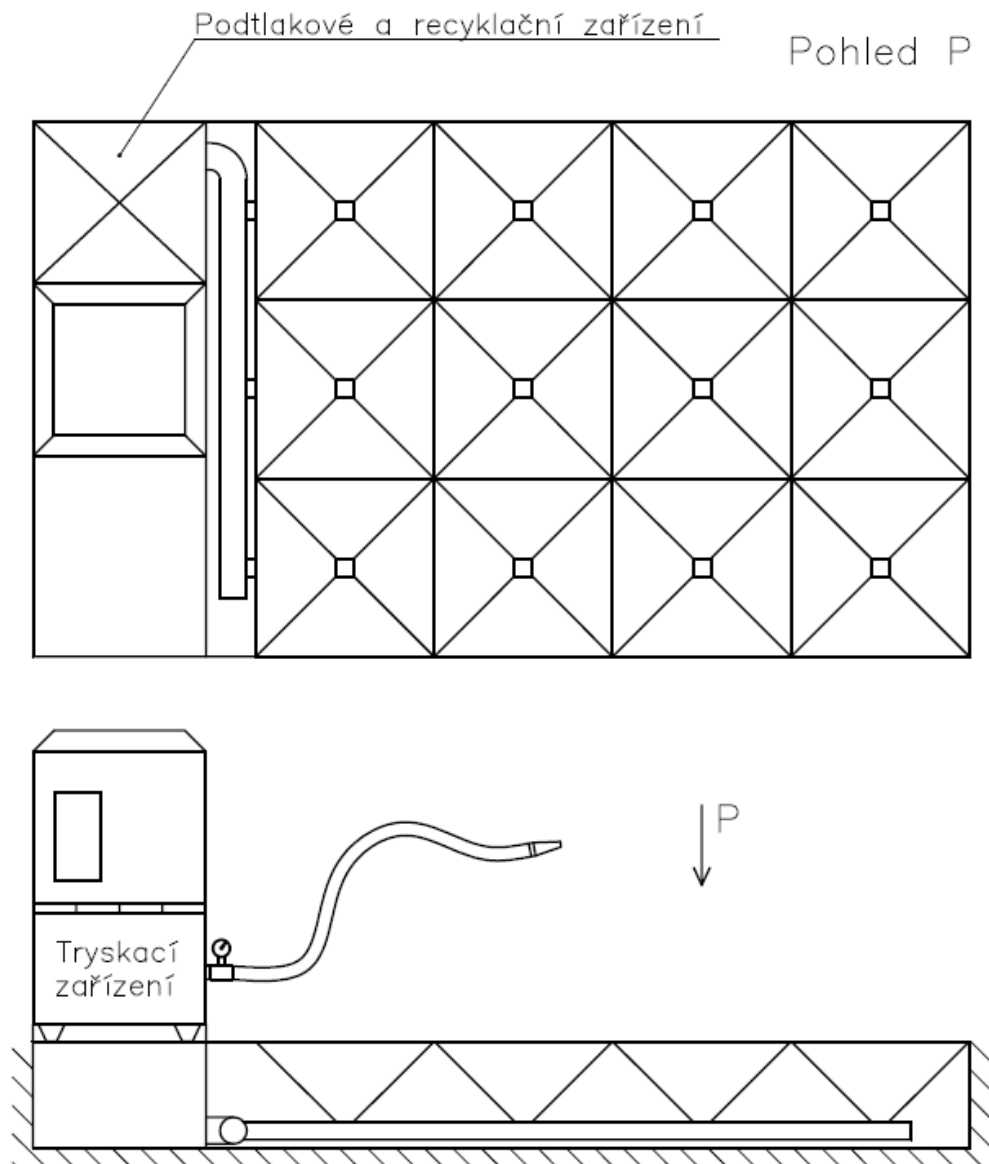 Podtlakové a recyklační zařízení
Pohled P
P
Tryskací
zařízení